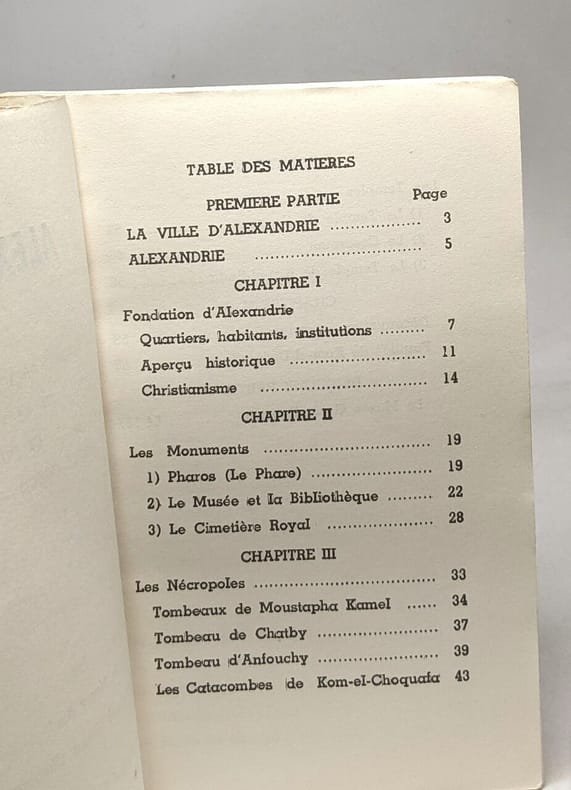 TABLE DES MATIERES
PREMIERE PARTIE Page
LA VILLE D'ALEXANDRIE .................. 3
ALEXANDRIE ................................ 5
CHAPITRE I
Fondation d'Alexandrie
Quartiers, habitants, institutions ......... 7
Aperçu historique ........................... 11
Christianisme ................................. 14
CHAPITRE II
Les Monuments ................................. 19
1) Pharos (Le Phare) ........................ 19
2) Le Musée et la Bibliothèque ......... 22
3) Le Cimetière Royal ..................... 28
CHAPITRE III
Les Nécropoles .................................... 33
Tombeaux de Moustapha Kamel ...... 34
Tombeau de Chatby ........................ 37
Tombeau d'Anfouchy ........................ 39
Les Catacombes de Kom-el-Choquafa 43